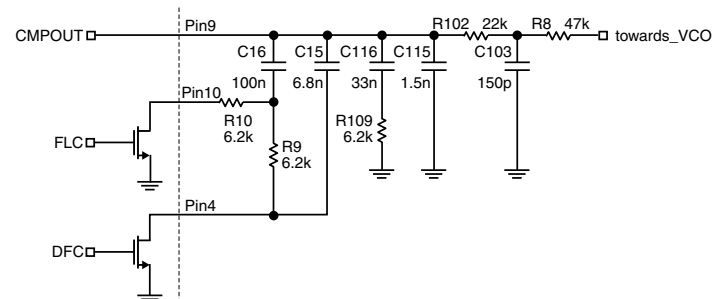 CMPOUT
Pin9
R102 22k
R8 47k
towards_VCO
C16
100n
C15
6.8n
C116
33n
C115
1.5n
C103
150p
Pin10
R10
6.2k
R109
6.2k
FLC
R9
6.2k
Pin4
DFC